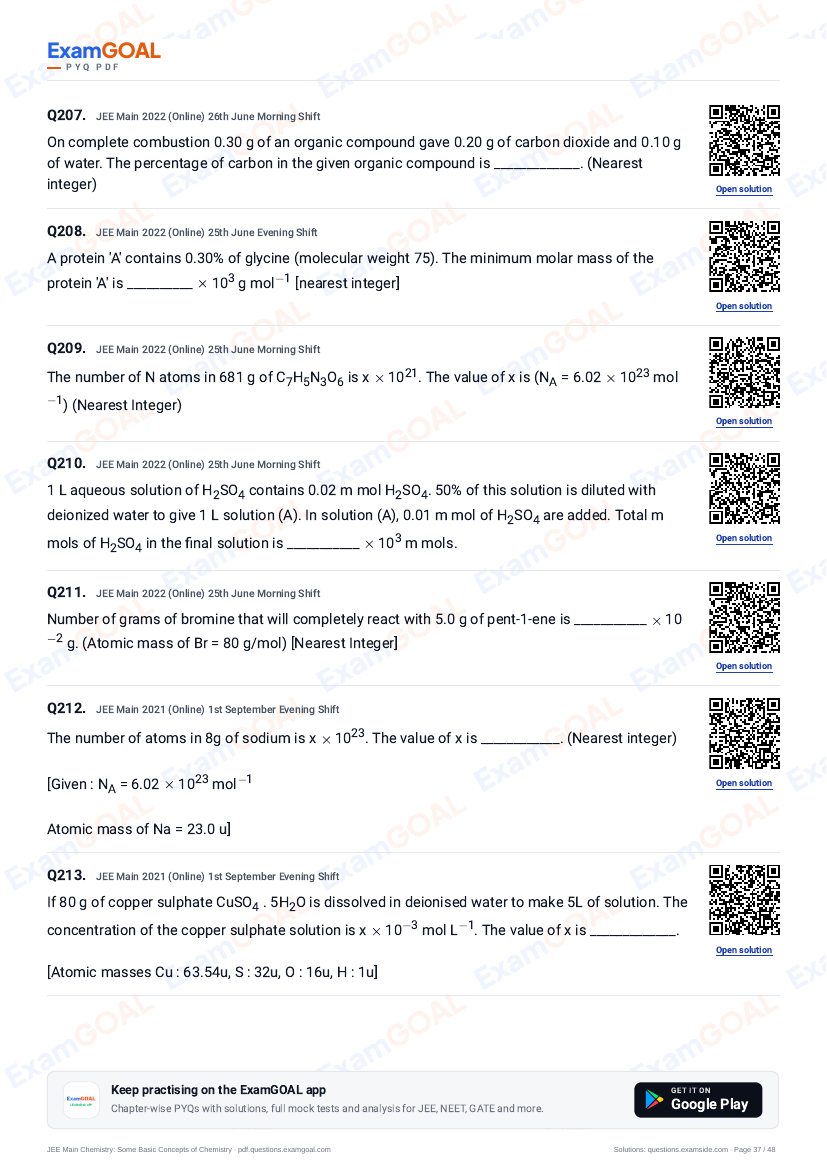 ExamGOAL
PYQ PDF
Q207. JEE Main 2022 (Online) 26th June Morning Shift
On complete combustion 0.30 g of an organic compound gave 0.20 g of carbon dioxide and 0.10 g
of water. The percentage of carbon in the given organic compound is ____________. (Nearest
integer)
Open solution
Q208. JEE Main 2022 (Online) 25th June Evening Shift
A protein 'A' contains 0.30% of glycine (molecular weight 75). The minimum molar mass of the
protein 'A' is _________ × 10³ g mol⁻¹ [nearest integer]
Open solution
Q209. JEE Main 2022 (Online) 25th June Morning Shift
The number of N atoms in 681 g of C₇H₅N₃O₆ is x × 10²¹. The value of x is (N_A = 6.02 × 10²³ mol
⁻¹) (Nearest Integer)
Open solution
Q210. JEE Main 2022 (Online) 25th June Morning Shift
1 L aqueous solution of H₂SO₄ contains 0.02 m mol H₂SO₄. 50% of this solution is diluted with
deionized water to give 1 L solution (A). In solution (A), 0.01 m mol of H₂SO₄ are added. Total m
mols of H₂SO₄ in the final solution is __________ × 10³ m mols.
Open solution
Q211. JEE Main 2022 (Online) 25th June Morning Shift
Number of grams of bromine that will completely react with 5.0 g of pent-1-ene is __________ × 10
⁻² g. (Atomic mass of Br = 80 g/mol) [Nearest Integer]
Open solution
Q212. JEE Main 2021 (Online) 1st September Evening Shift
The number of atoms in 8g of sodium is x × 10²³. The value of x is ___________. (Nearest integer)
[Given : N_A = 6.02 × 10²³ mol⁻¹
Atomic mass of Na = 23.0 u]
Open solution
Q213. JEE Main 2021 (Online) 1st September Evening Shift
If 80 g of copper sulphate CuSO₄ . 5H₂O is dissolved in deionised water to make 5L of solution. The
concentration of the copper sulphate solution is x × 10⁻³ mol L⁻¹. The value of x is ____________.
[Atomic masses Cu : 63.54u, S : 32u, O : 16u, H : 1u]
Open solution
ExamGOAL
Keep practising on the ExamGOAL app
Chapter-wise PYQs with solutions, full mock tests and analysis for JEE, NEET, GATE and more.
GET IT ON
Google Play
JEE Main Chemistry: Some Basic Concepts of Chemistry · pdf.questions.examgoal.com
Solutions: questions.examside.com · Page 37 / 48